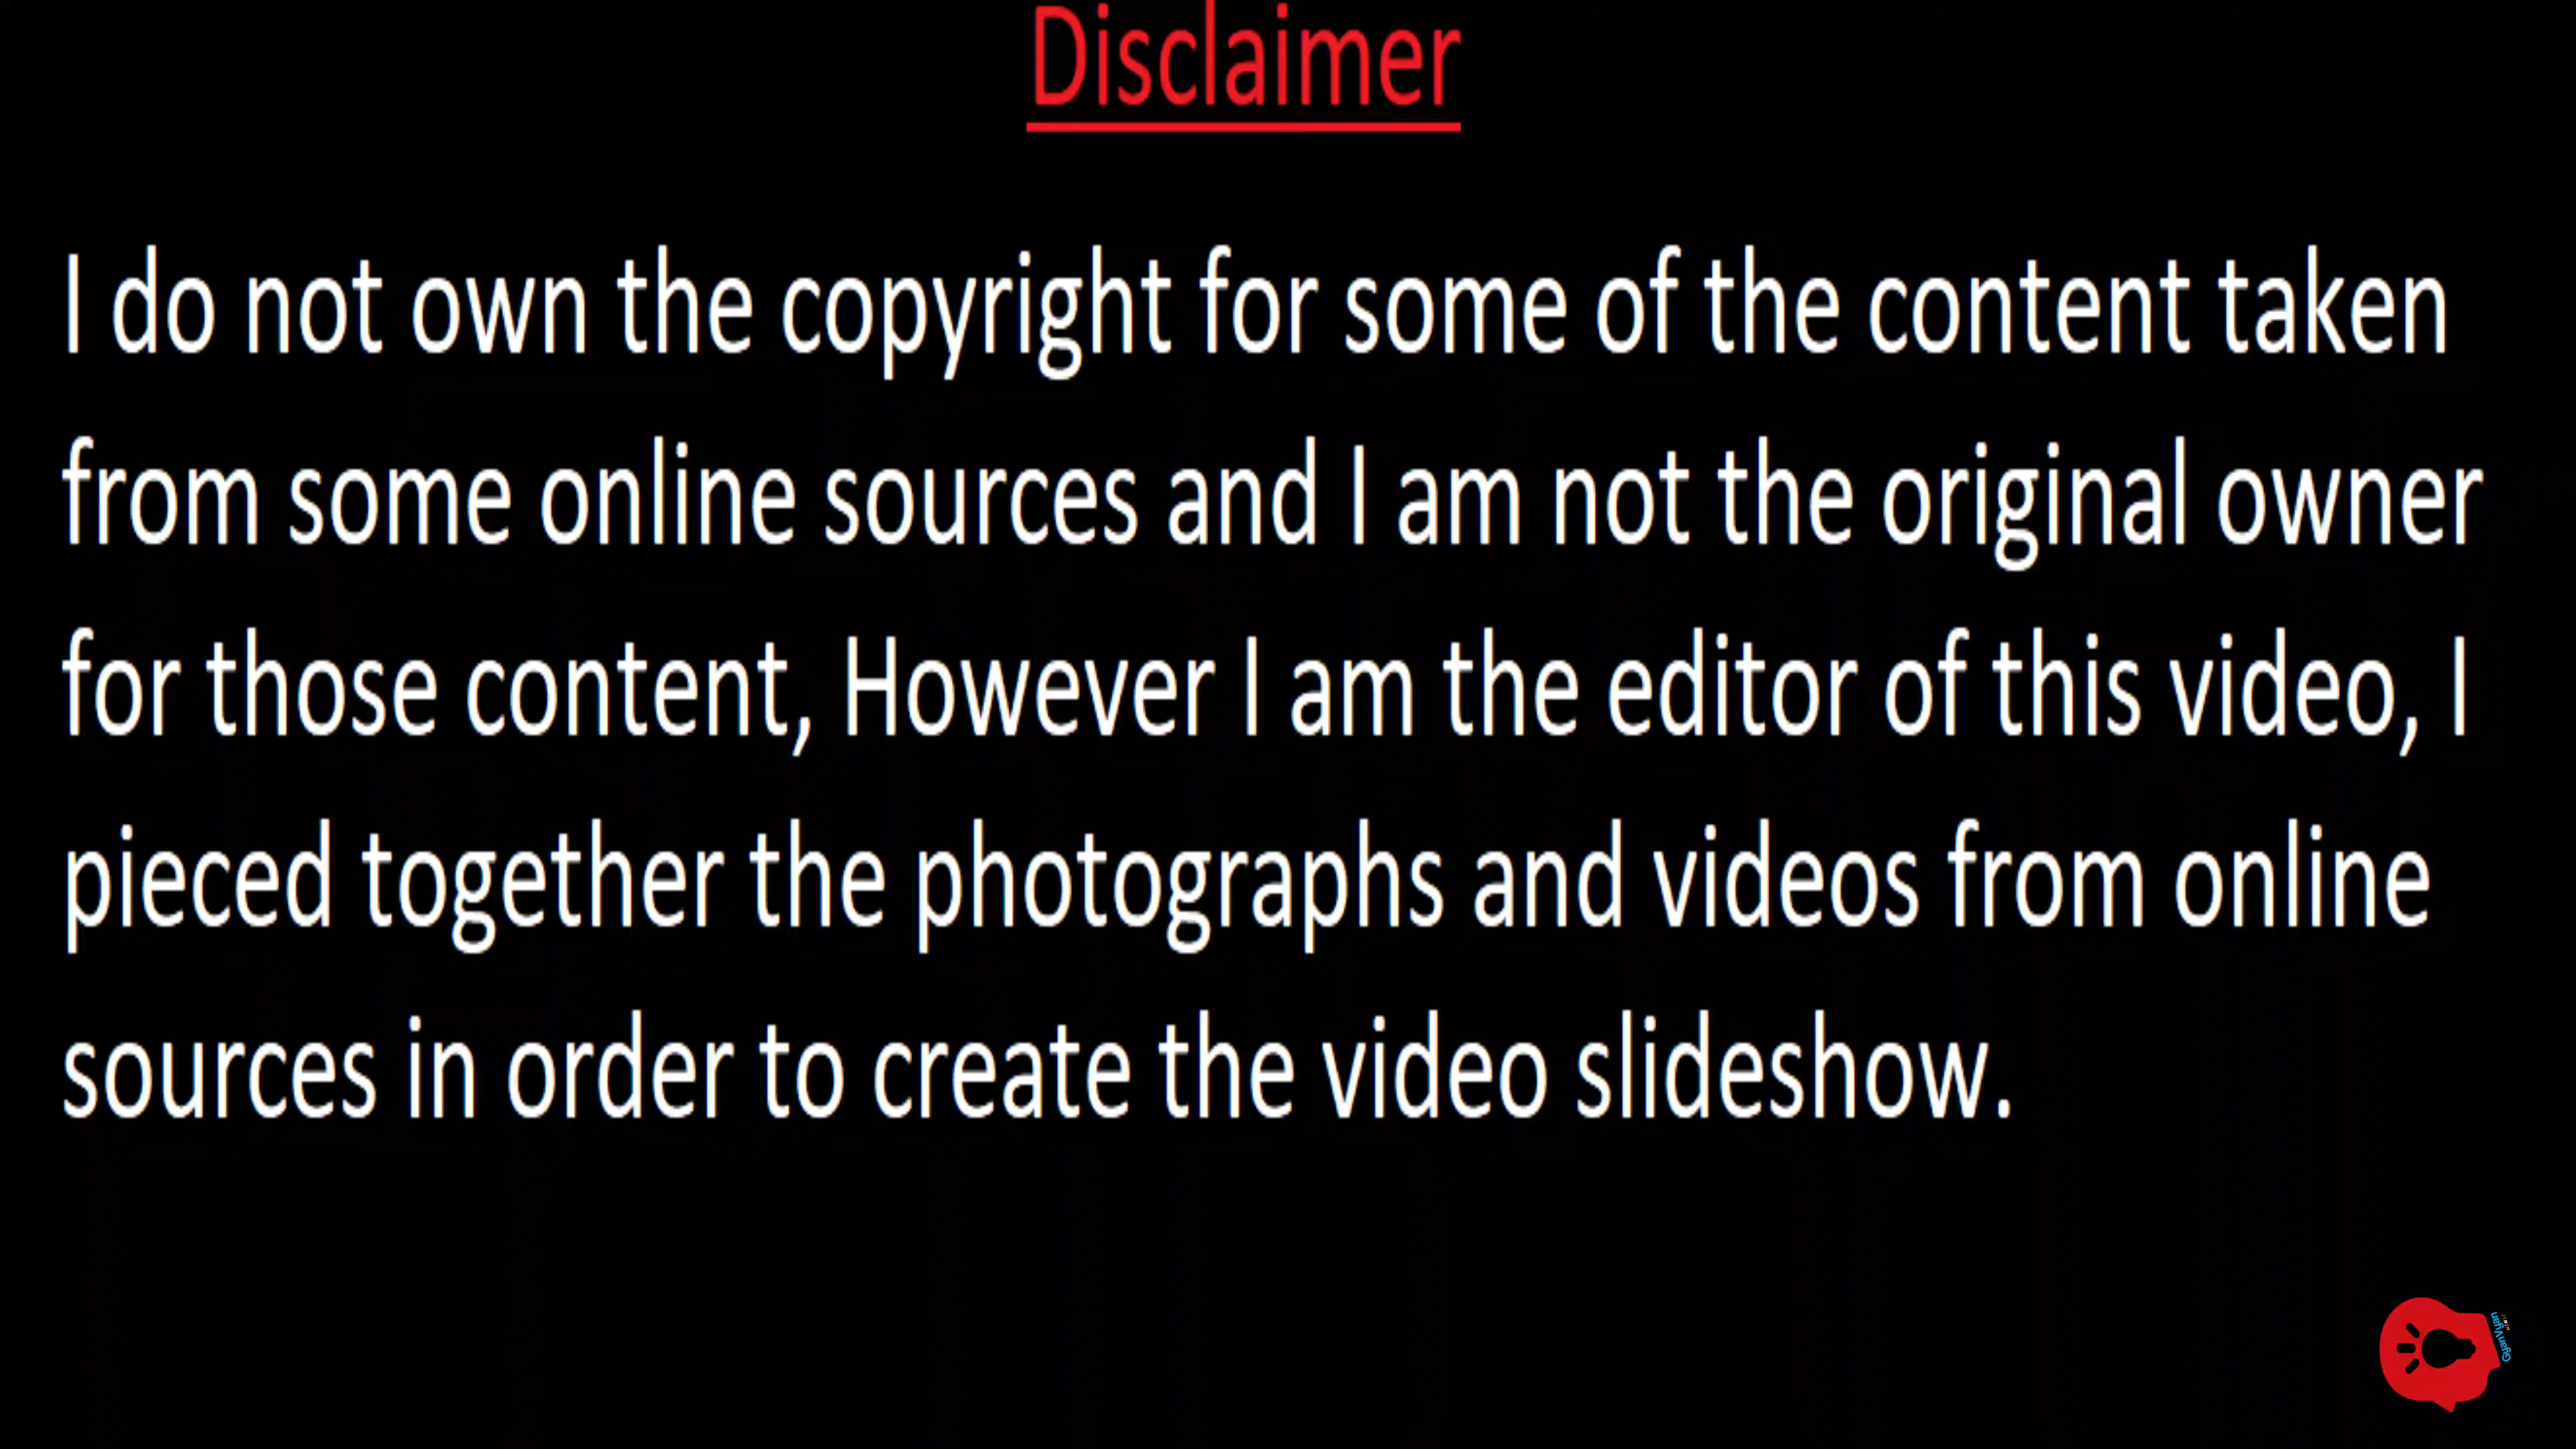 Disclaimer
I do not own the copyright for some of the content taken
from some online sources and I am not the original owner
for those content, However I am the editor of this video, I
pieced together the photographs and videos from online
sources in order to create the video slideshow.
GyanVyan